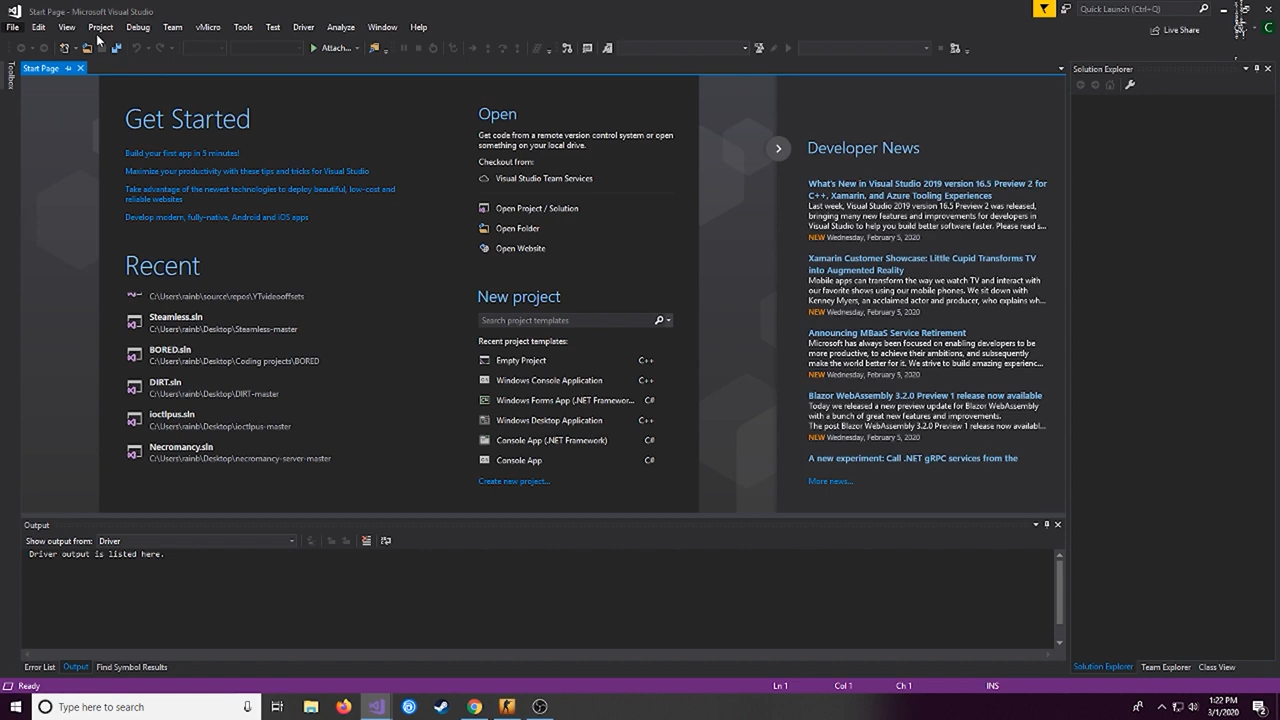 Start Page - Microsoft Visual Studio
Quick Launch (Ctrl+Q)
File Edit View Project Debug Team vMicro Tools Test Driver Analyze Window Help
Live Share
Attach...
Toolbox
Start Page
Solution Explorer
Get Started
Build your first app in 5 minutes!
Maximize your productivity with these tips and tricks for Visual Studio
Take advantage of the newest technologies to deploy beautiful, low-cost and
reliable websites
Develop modern, fully-native, Android and iOS apps
Recent
C:\Users\rainb\source\repos\YTvideooffsets
Steamless.sln
C:\Users\rainb\Desktop\Steamless-master
BORED.sln
C:\Users\rainb\Desktop\Coding projects\BORED
DIRT.sln
C:\Users\rainb\Desktop\DIRT-master
ioctlpus.sln
C:\Users\rainb\Desktop\ioctlpus-master
Necromancy.sln
C:\Users\rainb\Desktop\necromancy-server-master
Open
Get code from a remote version control system or open
something on your local drive.
Checkout from:
Visual Studio Team Services
Open Project / Solution
Open Folder
Open Website
New project
Search project templates
Recent project templates:
Empty Project C++
Windows Console Application C++
Windows Forms App (.NET Framewor... C#
Windows Desktop Application C++
Console App (.NET Framework) C#
Console App C#
Create new project...
Developer News
What's New in Visual Studio 2019 version 16.5 Preview 2 for
C++, Xamarin, and Azure Tooling Experiences
Last week, Visual Studio 2019 version 16.5 Preview 2 was released,
bringing many new features and improvements for developers in
Visual Studio to help you build better software faster. Please read s...
NEW Wednesday, February 5, 2020
Xamarin Customer Showcase: Little Cupid Transforms TV
into Augmented Reality
Mobile apps can transform the way we watch TV and interact with
our favorite shows using our mobile phones. We sit down with
Kenney Myers, an acclaimed actor and producer, who explains wh...
NEW Wednesday, February 5, 2020
Announcing MBaaS Service Retirement
Microsoft has always been focused on enabling developers to be
more productive, to achieve their ambitions, and subsequently
make the world better for it. We strive to build amazing experienc...
NEW Wednesday, February 5, 2020
Blazor WebAssembly 3.2.0 Preview 1 release now available
Today we released a new preview update for Blazor WebAssembly
with a bunch of great new features and improvements.
The post Blazor WebAssembly 3.2.0 Preview 1 release now availabl...
NEW Wednesday, February 5, 2020
A new experiment: Call .NET gRPC services from the
More news...
Output
Show output from: Driver
Driver output is listed here.
Error List Output Find Symbol Results
Solution Explorer Team Explorer Class View
Ready
Ln 1 Col 1 Ch 1 INS
Type here to search
1:22 PM
3/1/2020
2